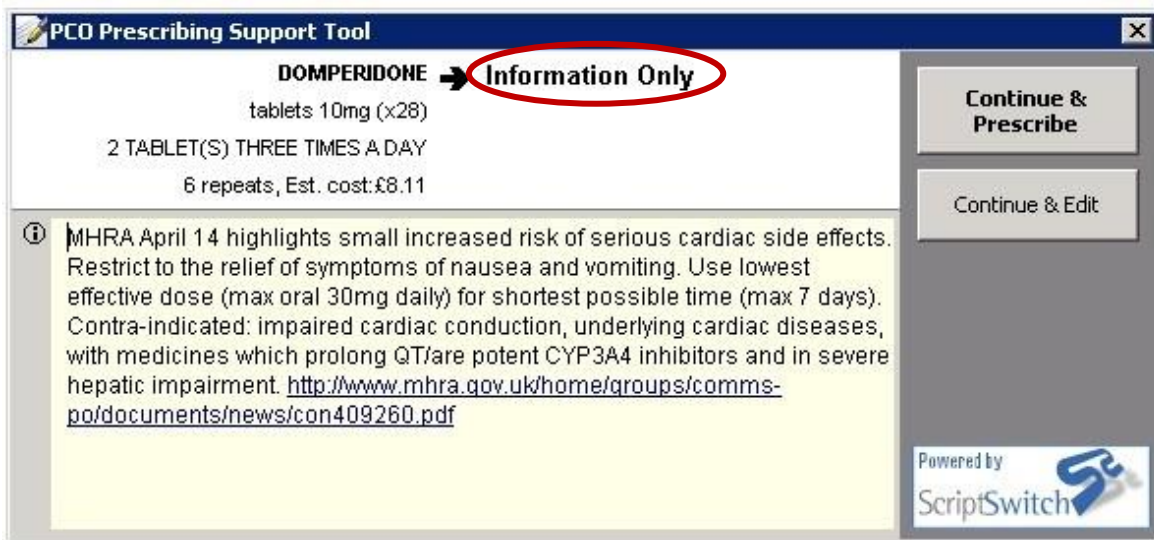 PCO Prescribing Support Tool
DOMPERIDONE ➔ Information Only
tablets 10mg (x28)
2 TABLET(S) THREE TIMES A DAY
6 repeats, Est. cost:£8.11
Continue &
Prescribe
Continue & Edit
MHRA April 14 highlights small increased risk of serious cardiac side effects.
Restrict to the relief of symptoms of nausea and vomiting. Use lowest
effective dose (max oral 30mg daily) for shortest possible time (max 7 days).
Contra-indicated: impaired cardiac conduction, underlying cardiac diseases,
with medicines which prolong QT/are potent CYP3A4 inhibitors and in severe
hepatic impairment. http://www.mhra.gov.uk/home/groups/comms-
po/documents/news/con409260.pdf
Powered by
ScriptSwitch